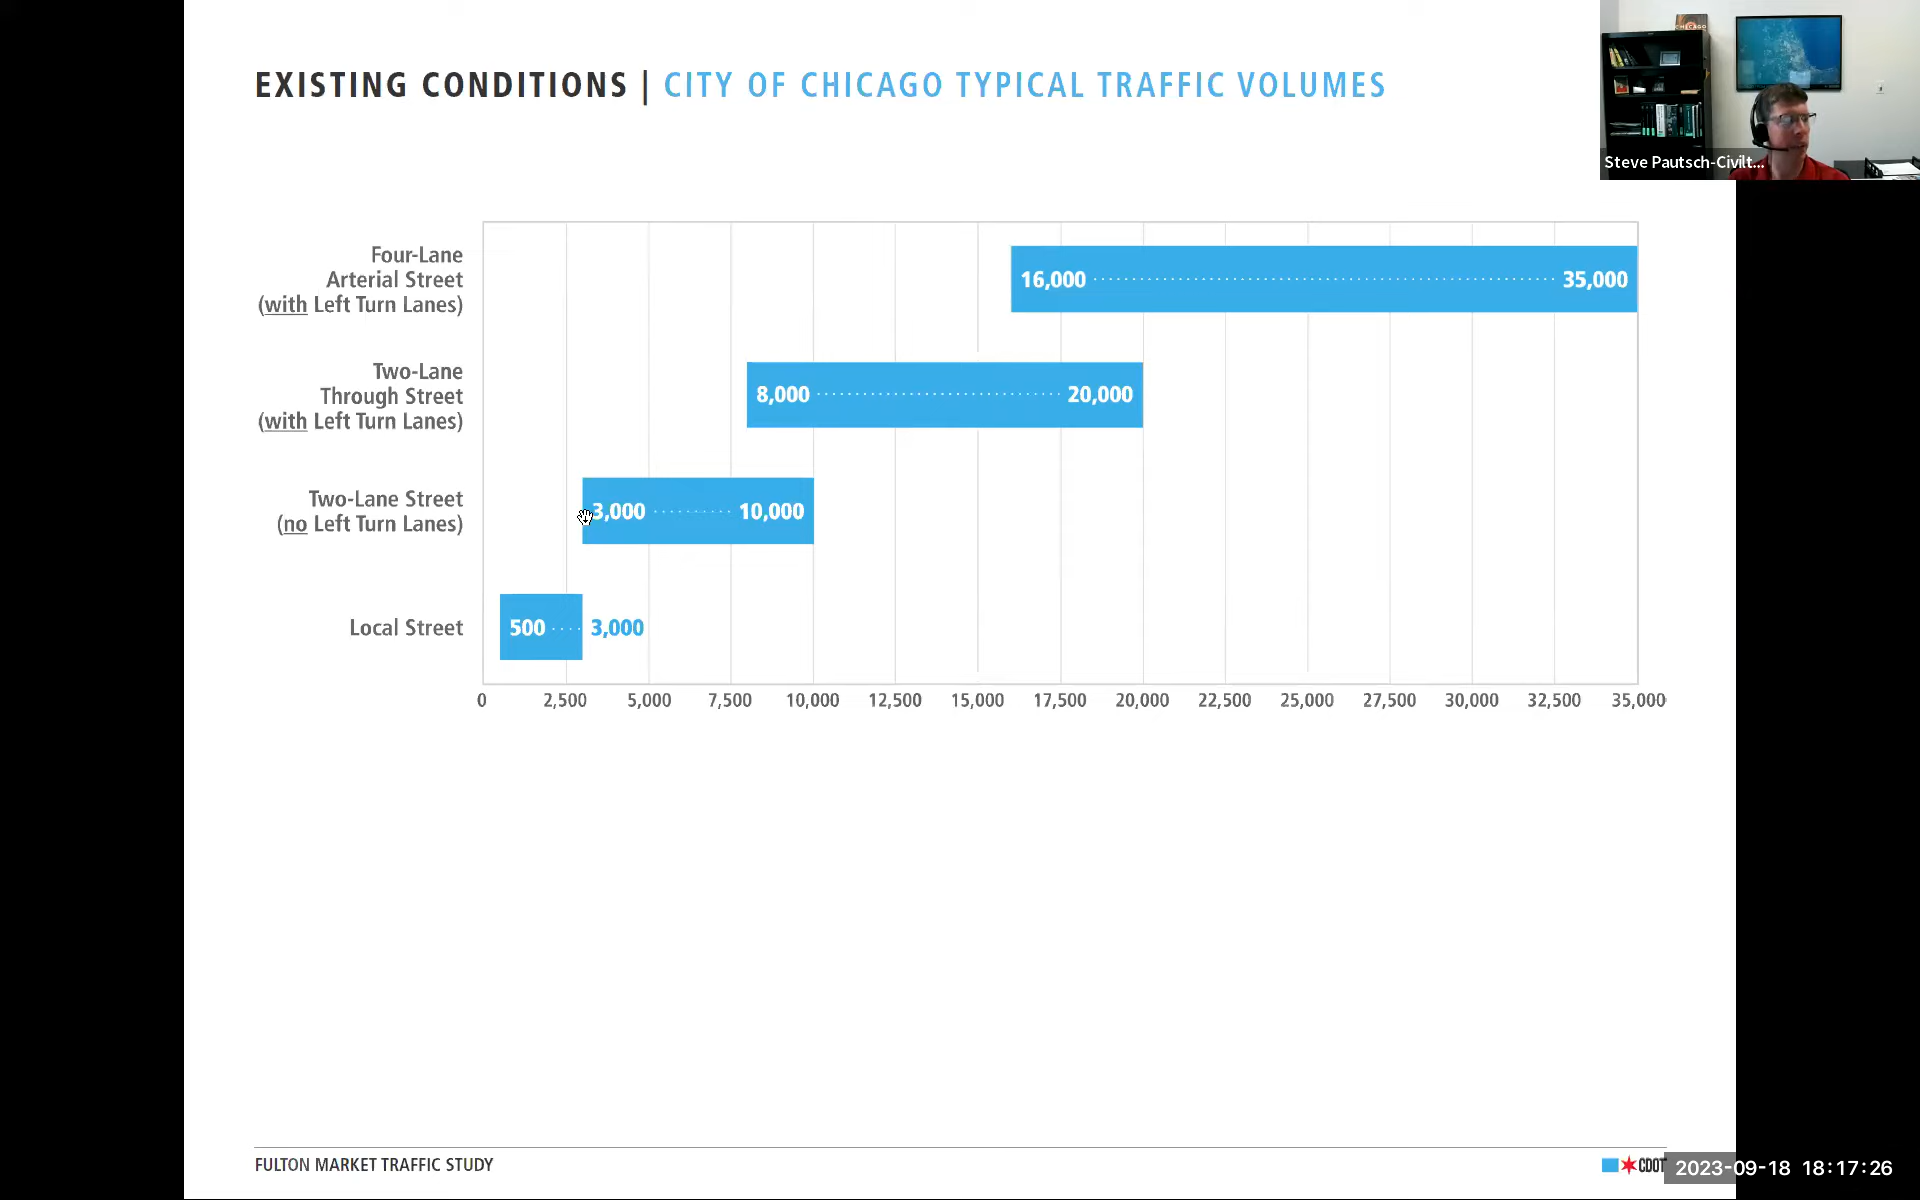 EXISTING CONDITIONS | CITY OF CHICAGO TYPICAL TRAFFIC VOLUMES
CHICAGO
Steve Pautsch-Civilt...
Four-Lane
Arterial Street
(with Left Turn Lanes)
16,000 35,000
Two-Lane
Through Street
(with Left Turn Lanes)
8,000 20,000
Two-Lane Street
(no Left Turn Lanes)
3,000 10,000
Local Street
500 3,000
0 2,500 5,000 7,500 10,000 12,500 15,000 17,500 20,000 22,500 25,000 27,500 30,000 32,500 35,000
FULTON MARKET TRAFFIC STUDY
CDOT
2023-09-18 18:17:26